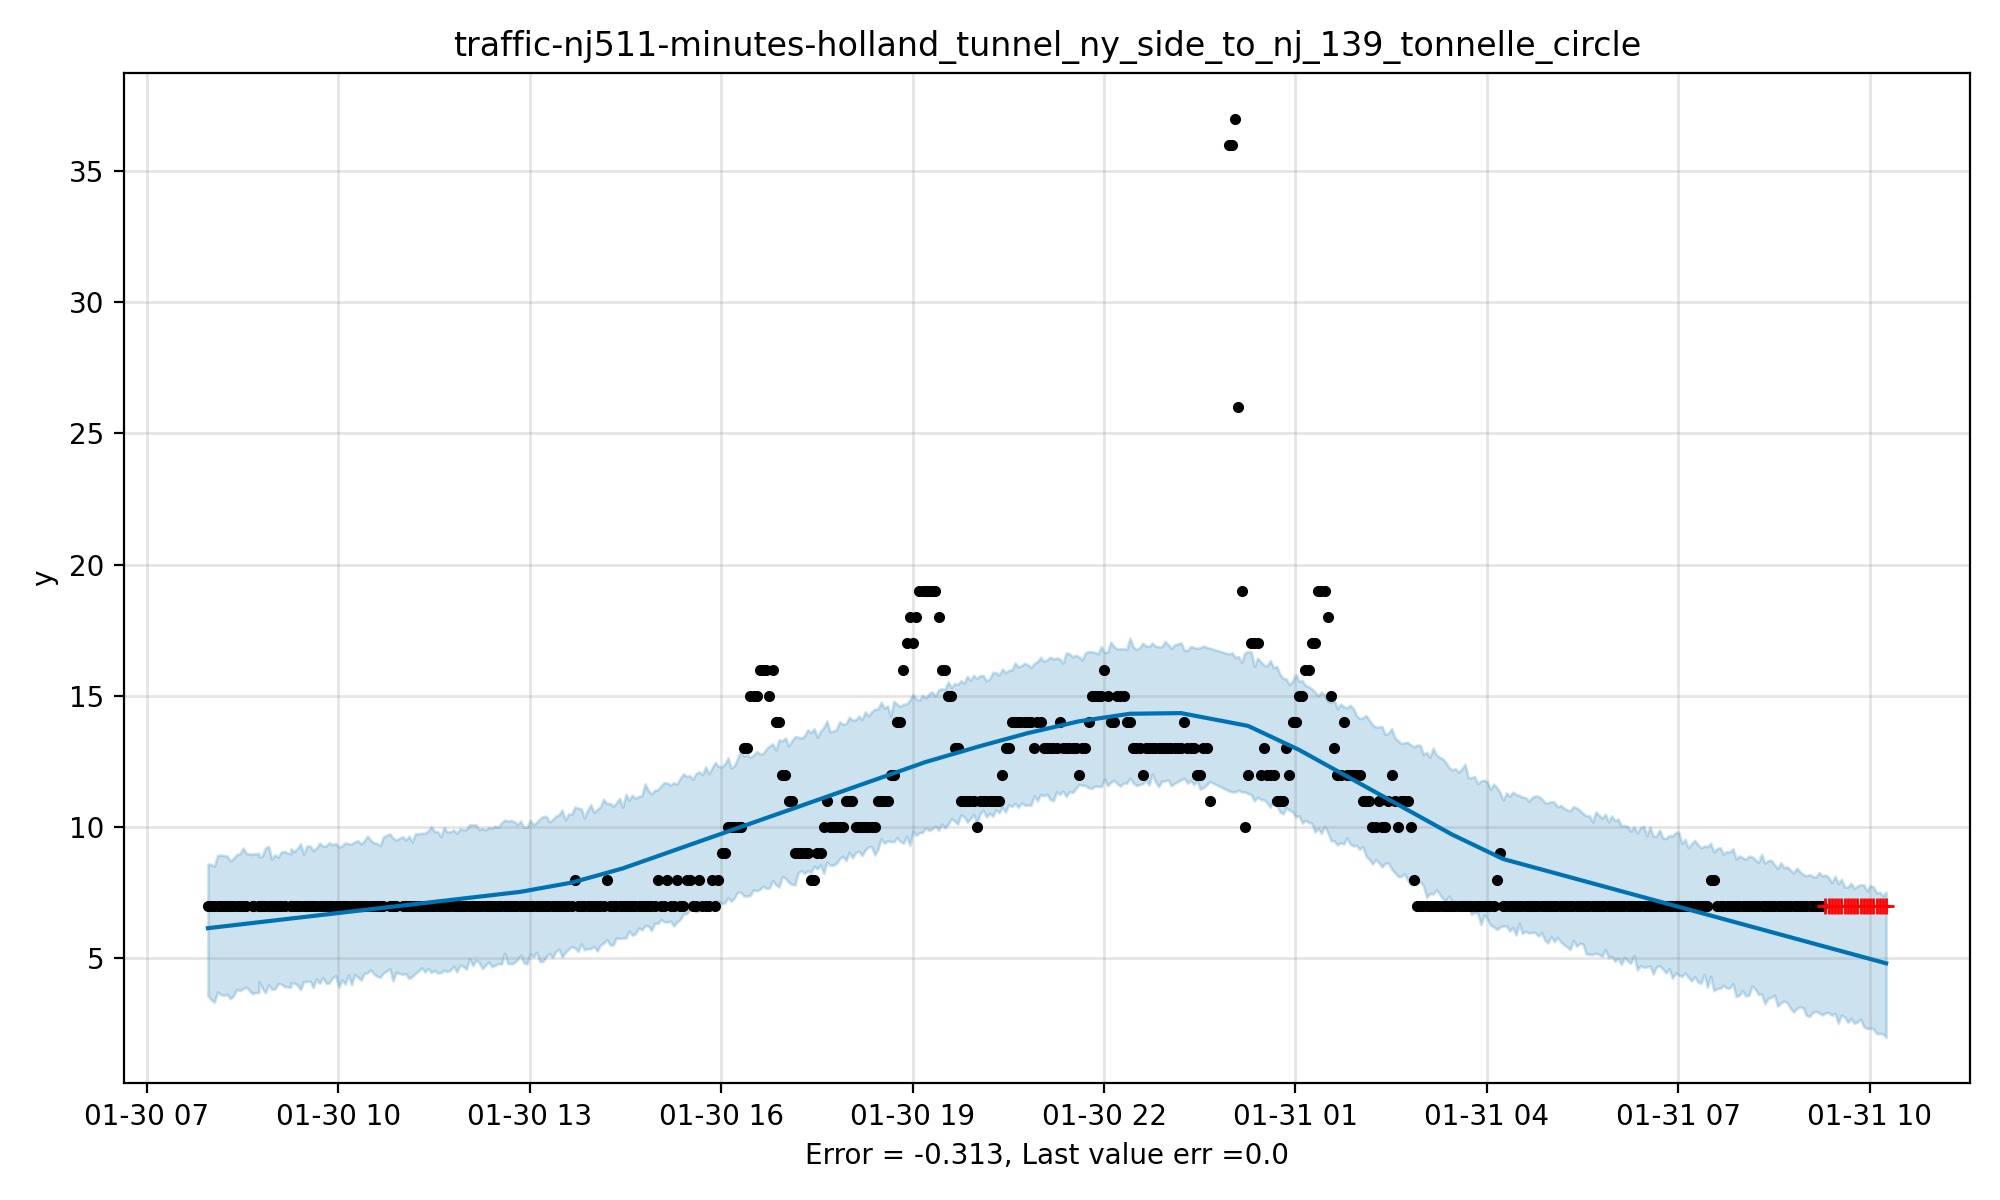 traffic-nj511-minutes-holland_tunnel_ny_side_to_nj_139_tonnelle_circle
35
30
25
20
15
10
5
y
01-30 07 01-30 10 01-30 13 01-30 16 01-30 19 01-30 22 01-31 01 01-31 04 01-31 07 01-31 10
Error = -0.313, Last value err =0.0